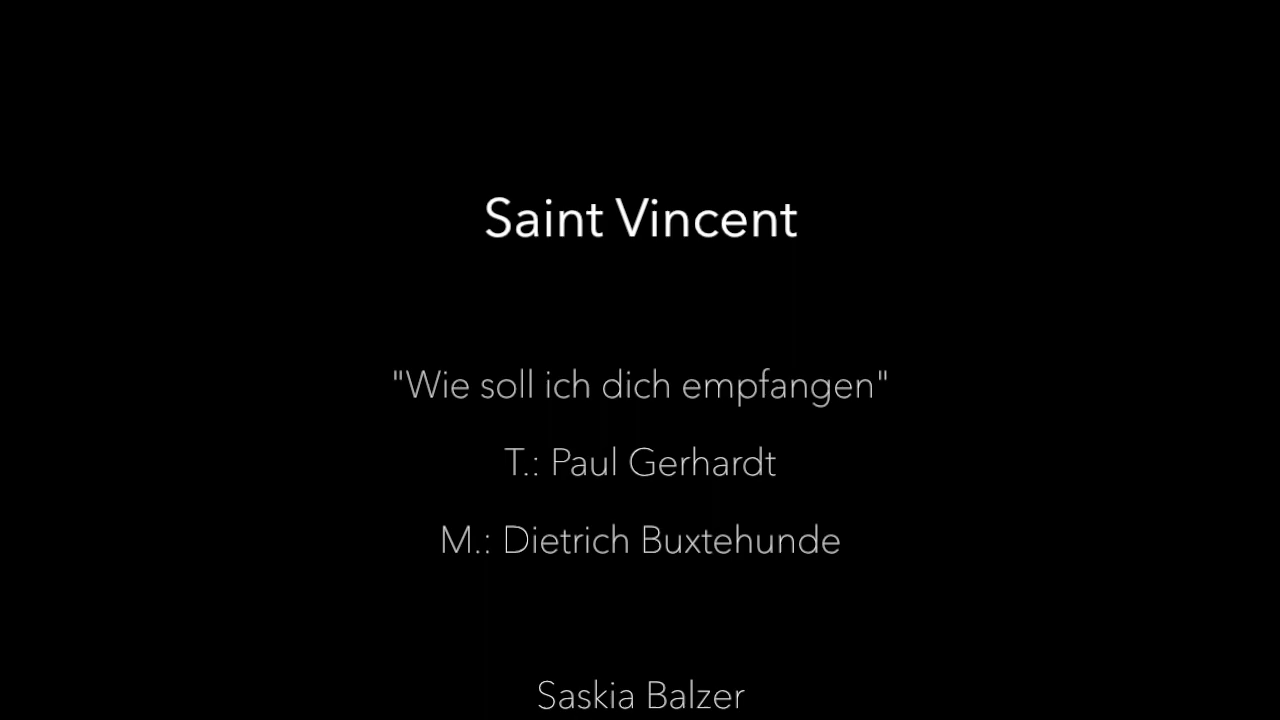 Saint Vincent
"Wie soll ich dich empfangen"
T.: Paul Gerhardt
M.: Dietrich Buxtehunde
Saskia Balzer